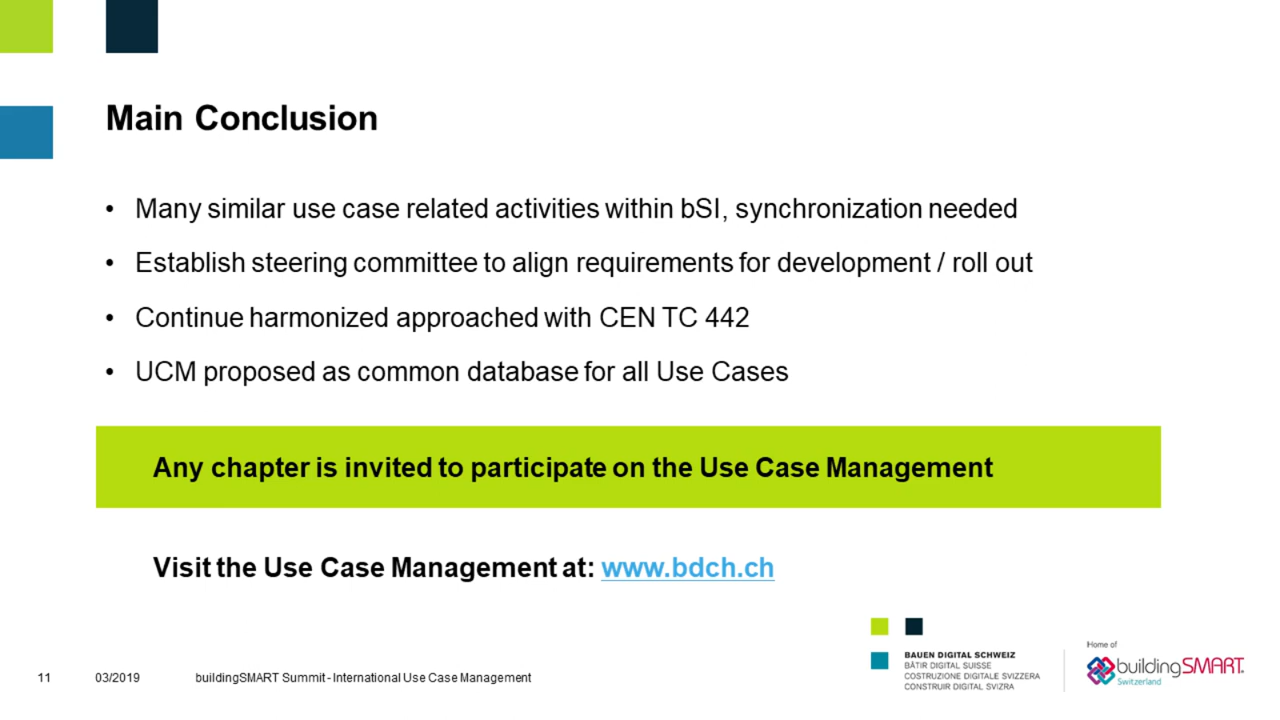 Main Conclusion
• Many similar use case related activities within bSI, synchronization needed
• Establish steering committee to align requirements for development / roll out
• Continue harmonized approached with CEN TC 442
• UCM proposed as common database for all Use Cases
Any chapter is invited to participate on the Use Case Management
Visit the Use Case Management at: www.bdch.ch
11 03/2019 buildingSMART Summit - International Use Case Management
BAUEN DIGITAL SCHWEIZ
BÂTIR DIGITAL SUISSE
COSTRUZIONE DIGITALE SVIZZERA
CONSTRUIR DIGITAL SVIZRA
Home of
buildingSMART
Switzerland